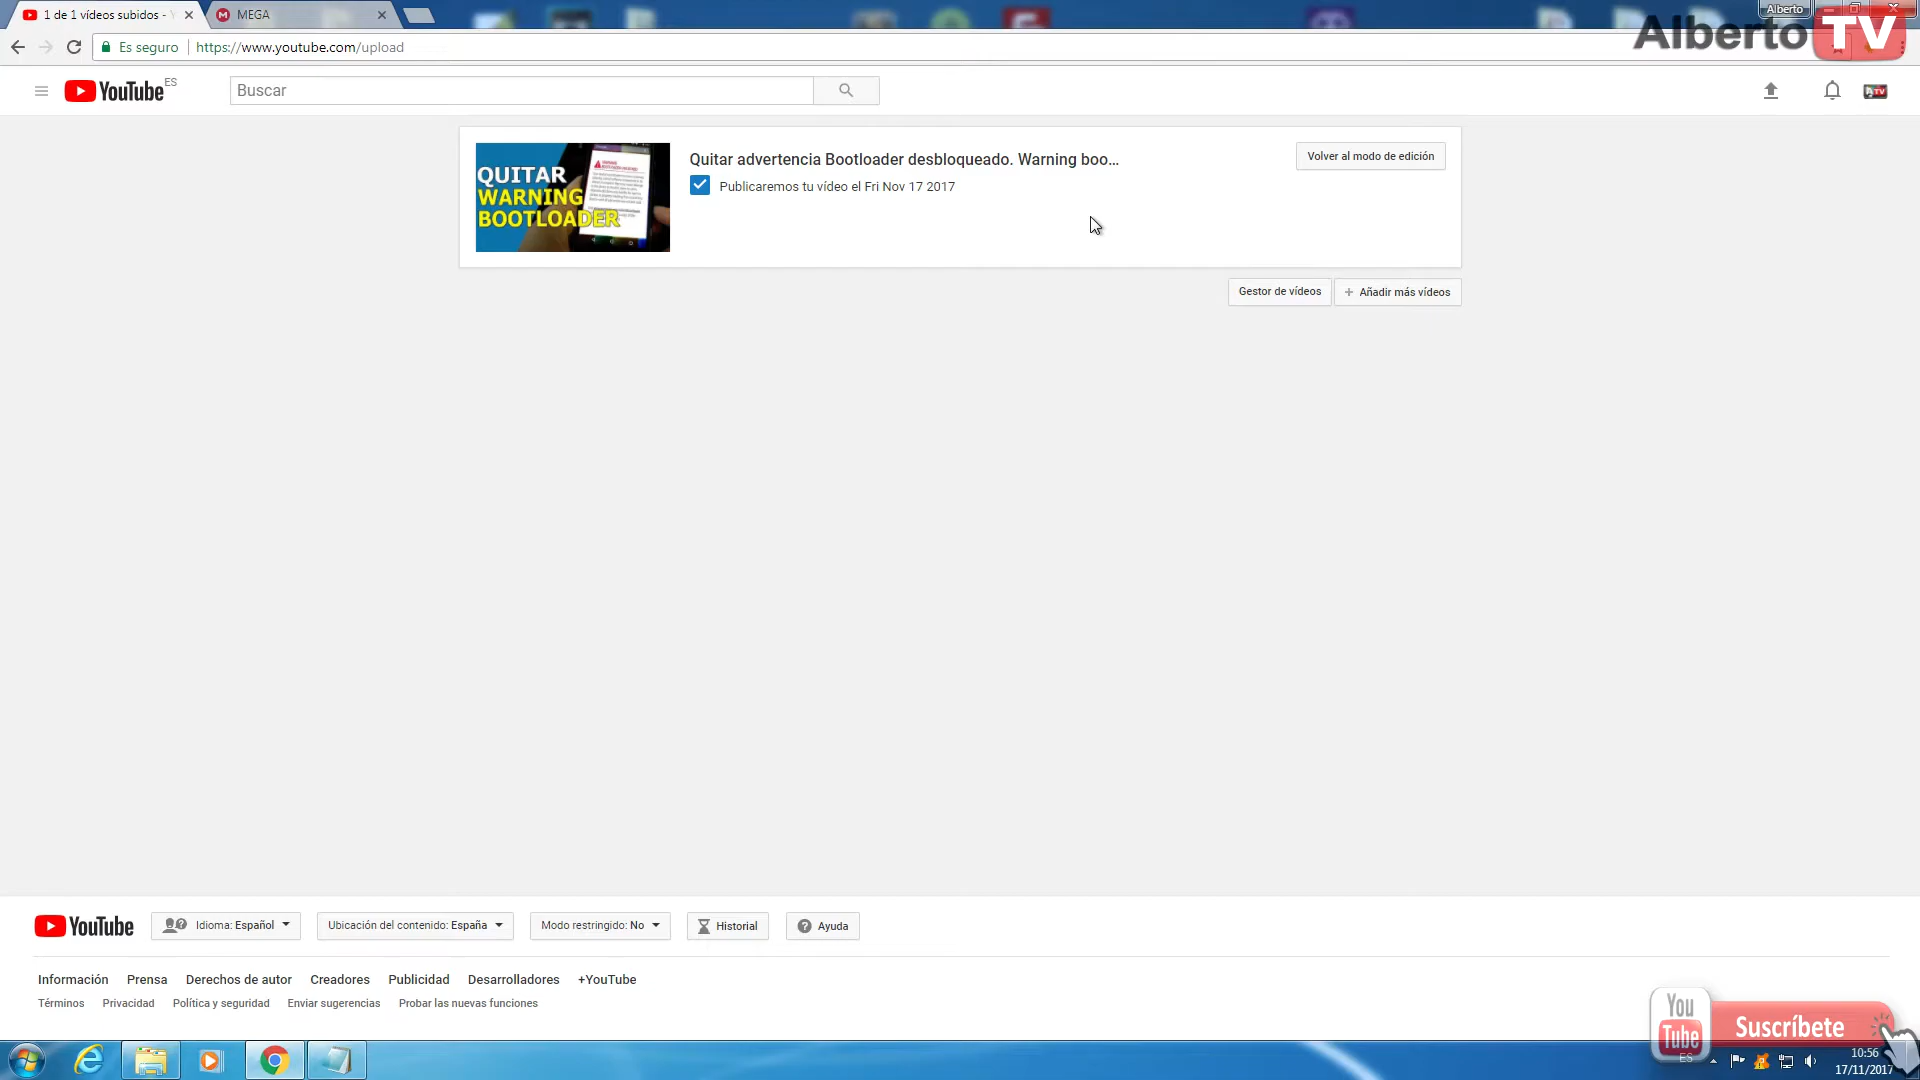 1 de 1 vídeos subidos -
MEGA
Alberto
AlbertoTV
Es seguro
https://www.youtube.com/upload
YouTube ES
Buscar
QUITAR
WARNING
BOOTLOADER
Quitar advertencia Bootloader desbloqueado. Warning boo...
Publicaremos tu vídeo el Fri Nov 17 2017
Volver al modo de edición
Gestor de vídeos
+ Añadir más vídeos
YouTube
Idioma: Español
Ubicación del contenido: España
Modo restringido: No
Historial
Ayuda
Información Prensa Derechos de autor Creadores Publicidad Desarrolladores +YouTube
Términos Privacidad Política y seguridad Enviar sugerencias Probar las nuevas funciones
You
Tube
Suscríbete
ES
10:56
17/11/2017